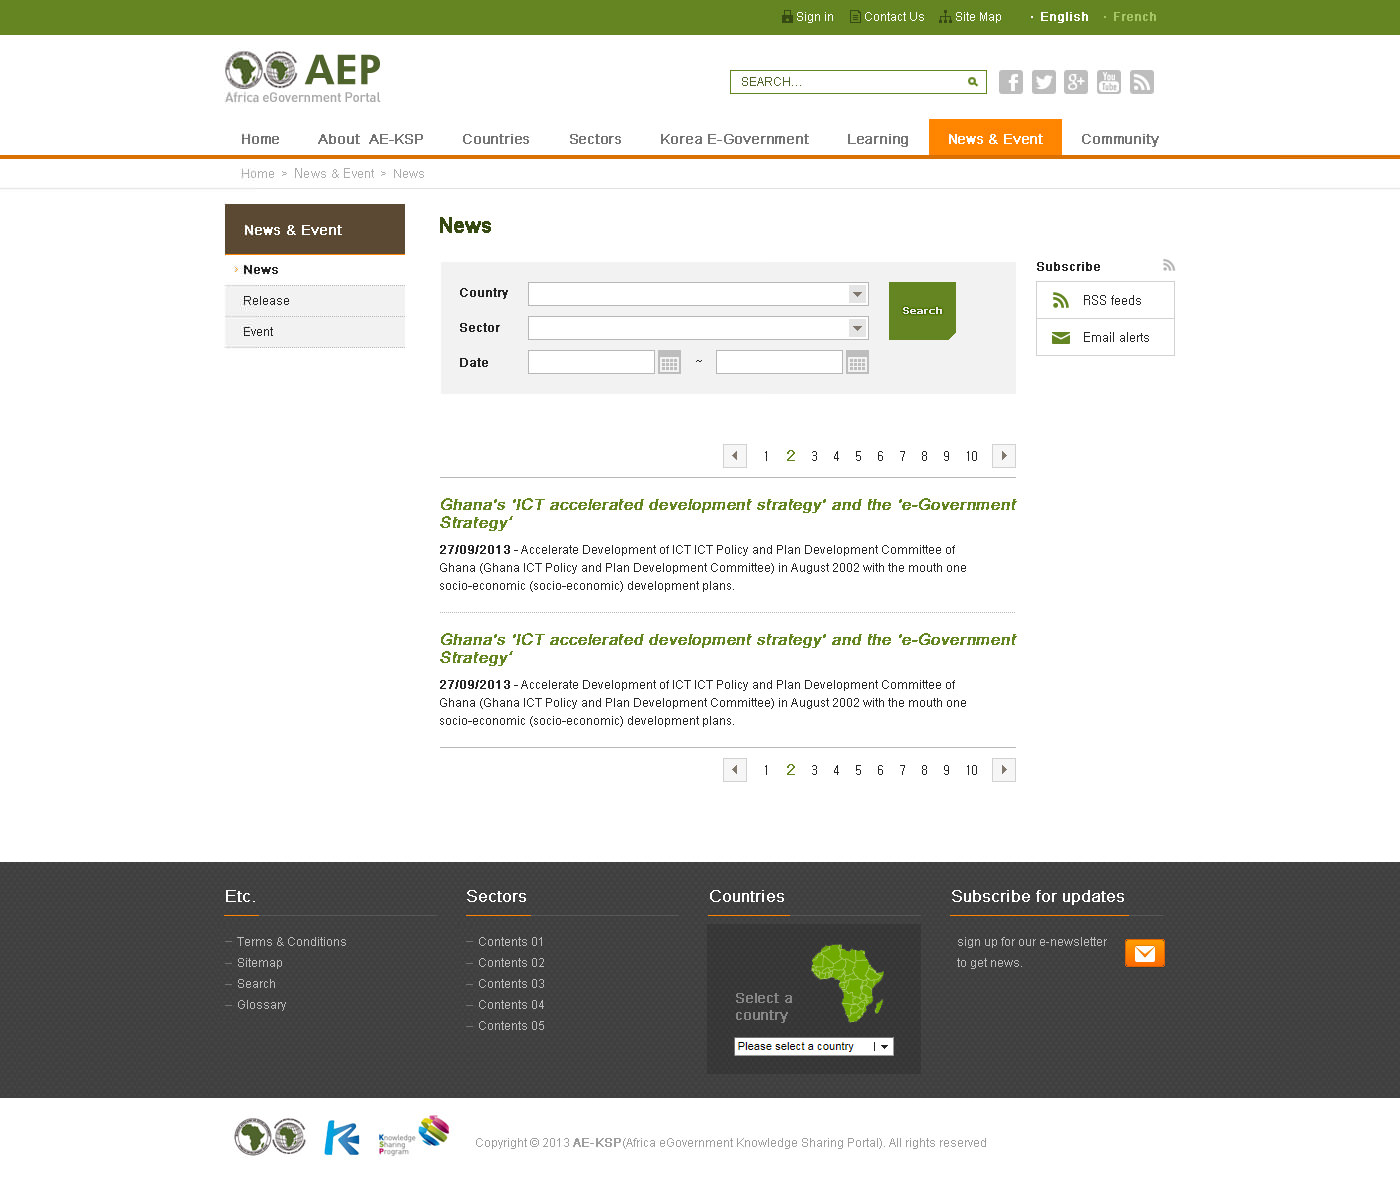 Sign in Contact Us Site Map · English · French
AEP
Africa eGovernment Portal
SEARCH...
You
Tube
Home About AE-KSP Countries Sectors Korea E-Government Learning News & Event Community
Home > News & Event > News
News & Event
News
Release
Event
News
Country
Sector
Date ~
Search
Subscribe
RSS feeds
Email alerts
1 2 3 4 5 6 7 8 9 10
Ghana's 'ICT accelerated development strategy' and the 'e-Government
Strategy'
27/09/2013 - Accelerate Development of ICT ICT Policy and Plan Development Committee of
Ghana (Ghana ICT Policy and Plan Development Committee) in August 2002 with the mouth one
socio-economic (socio-economic) development plans.
Ghana's 'ICT accelerated development strategy' and the 'e-Government
Strategy'
27/09/2013 - Accelerate Development of ICT ICT Policy and Plan Development Committee of
Ghana (Ghana ICT Policy and Plan Development Committee) in August 2002 with the mouth one
socio-economic (socio-economic) development plans.
1 2 3 4 5 6 7 8 9 10
Etc.
– Terms & Conditions
– Sitemap
– Search
– Glossary
Sectors
– Contents 01
– Contents 02
– Contents 03
– Contents 04
– Contents 05
Countries
Select a
country
Please select a country
Subscribe for updates
sign up for our e-newsletter
to get news.
Knowledge
Sharing
Program
Copyright © 2013 AE-KSP(Africa eGovernment Knowledge Sharing Portal). All rights reserved